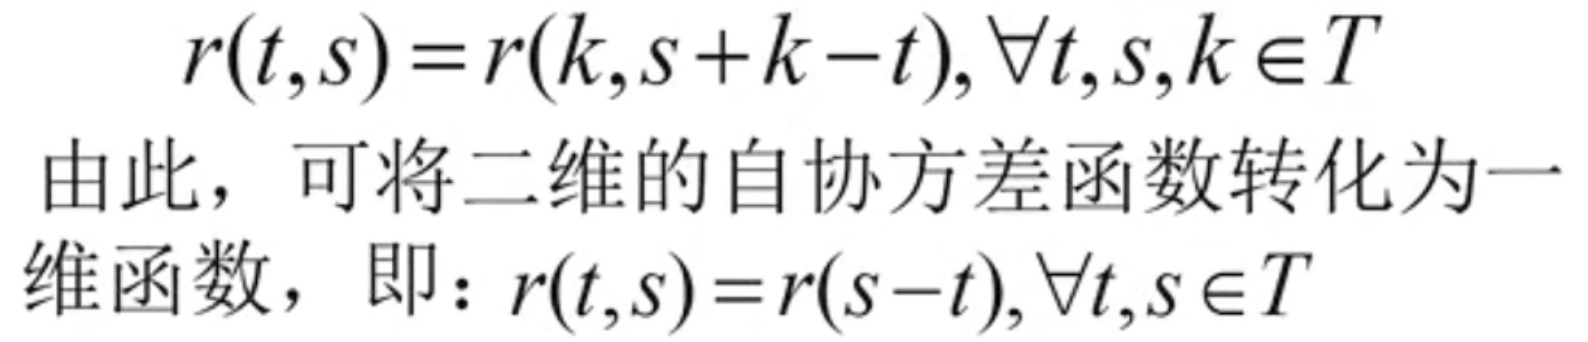 r(t,s)=r(k,s+k−t),∀t,s,k∈T
由此，可将二维的自协方差函数转化为一
维函数，即：r(t,s)=r(s−t),∀t,s∈T